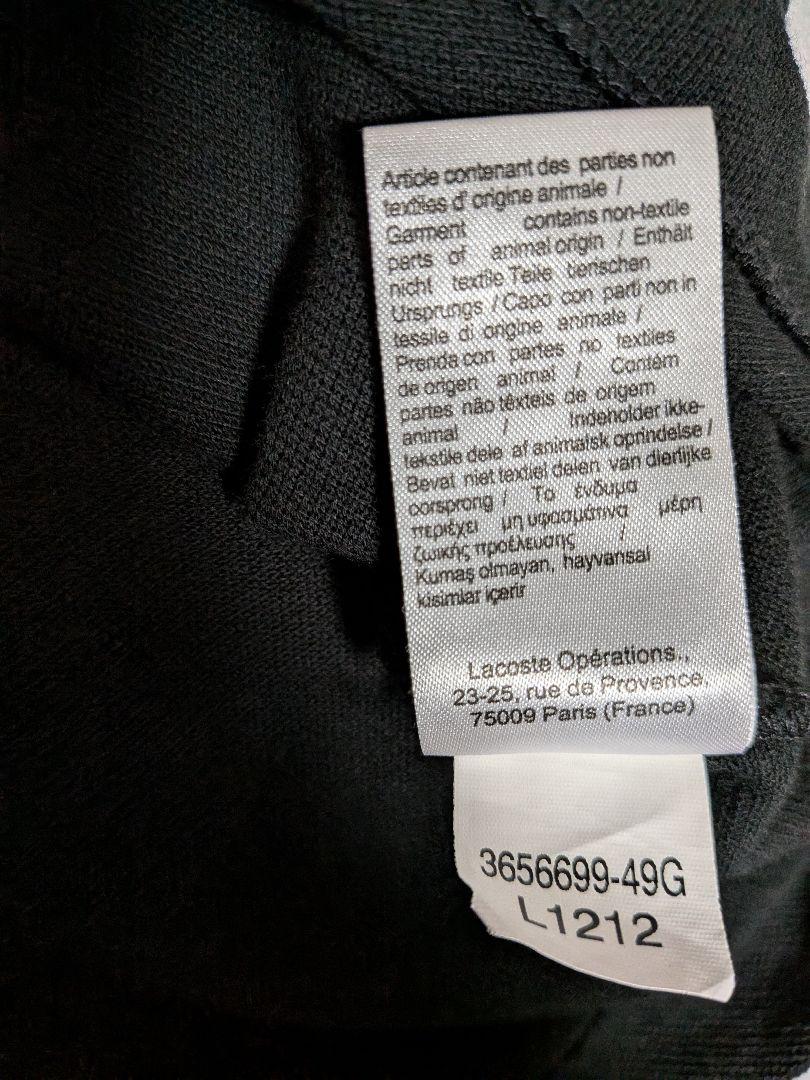 Article contenant des parties non
textiles d' origine animale /
Garment contains non-textile
parts of animal origin / Enthält
nicht textile Teile tierischen
Ursprungs / Capo con parti non in
tessile di origine animale /
Prenda con partes no textiles
de origen animal / Contém
partes não têxteis de origem
animal / Indeholder ikke-
tekstile dele af animalsk oprindelse /
Bevat niet textiel delen van dierlijke
oorsprong / Το ένδυμα
περιέχει μη υφασμάτινα μέρη
ζωικής προέλευσης /
Kumaş olmayan, hayvansal
kısımlar içerir
Lacoste Opérations.,
23-25, rue de Provence,
75009 Paris (France)
3656699-49G
L1212